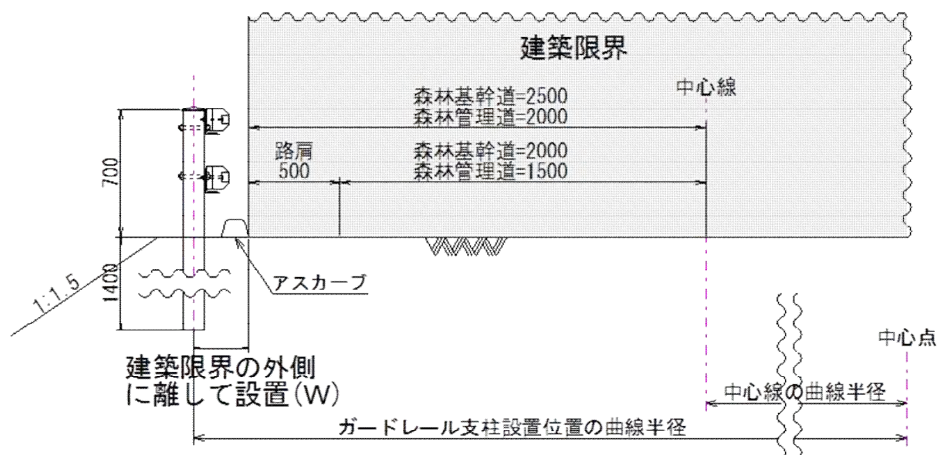 建築限界
森林基幹道=2500
森林管理道=2000
中心線
路肩
500
森林基幹道=2000
森林管理道=1500
700
1400
1:1.5
アスカーブ
建築限界の外側
に離して設置(W)
中心点
中心線の曲線半径
ガードレール支柱設置位置の曲線半径